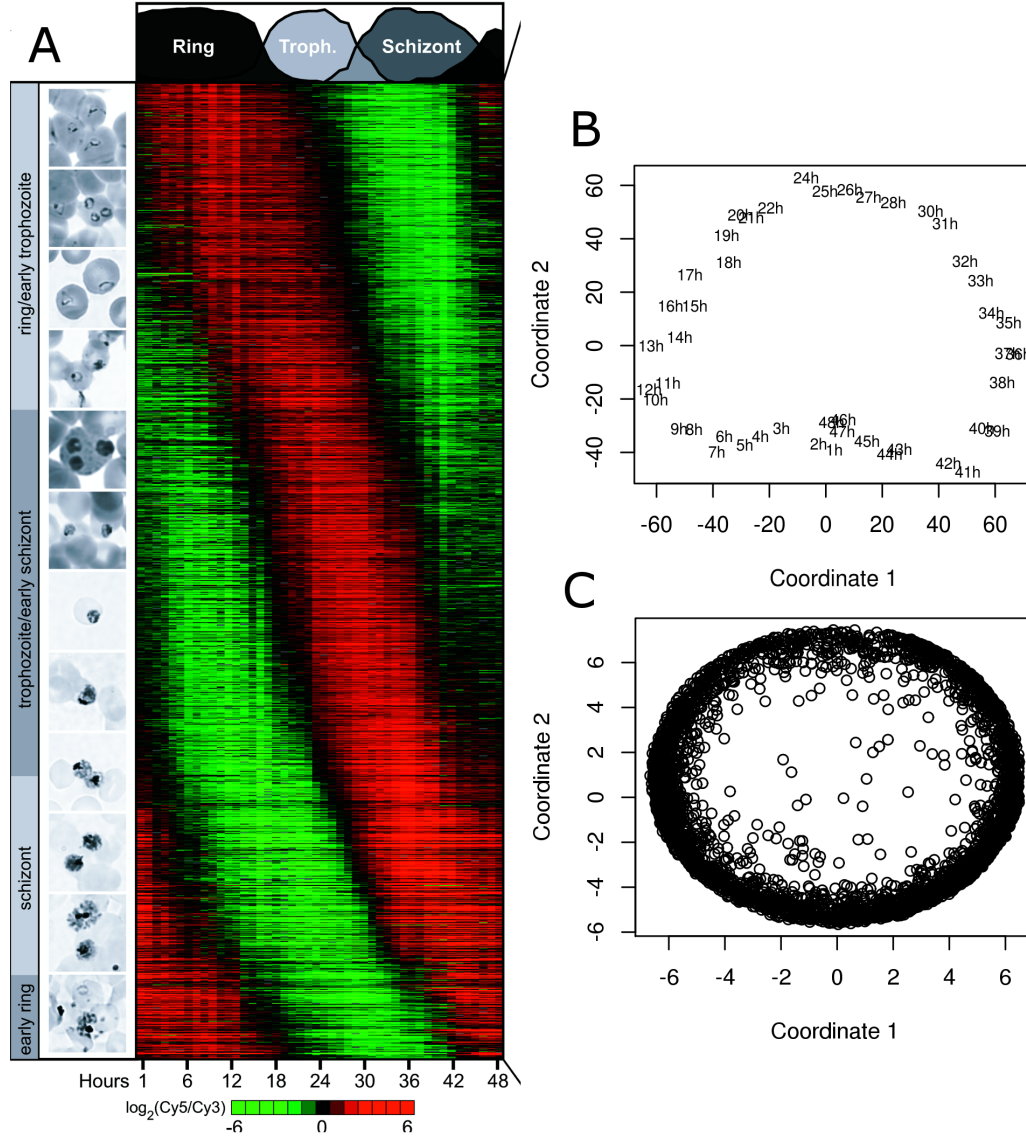 A
Ring
Troph.
Schizont
ring/early trophozoite
trophozoite/early schizont
schizont
early ring
Hours
1 6 12 18 24 30 36 42 48
log2(Cy5/Cy3)
-6 0 6
B
Coordinate 2
60
40
20
0
-20
-40
24h
25h 26h 27h 28h
20h 21h 22h
30h
31h
19h
18h
32h
17h
33h
16h 15h
34h
35h
14h
13h
37h 36h
12h 11h
38h
10h
9h 8h
6h
7h
5h
4h
3h
2h
1h
48h 46h
47h
45h
44h 43h
42h
41h
40h 39h
-60 -40 -20 0 20 40 60
Coordinate 1
C
Coordinate 2
6
4
2
0
-2
-4
-6
-6 -4 -2 0 2 4 6
Coordinate 1